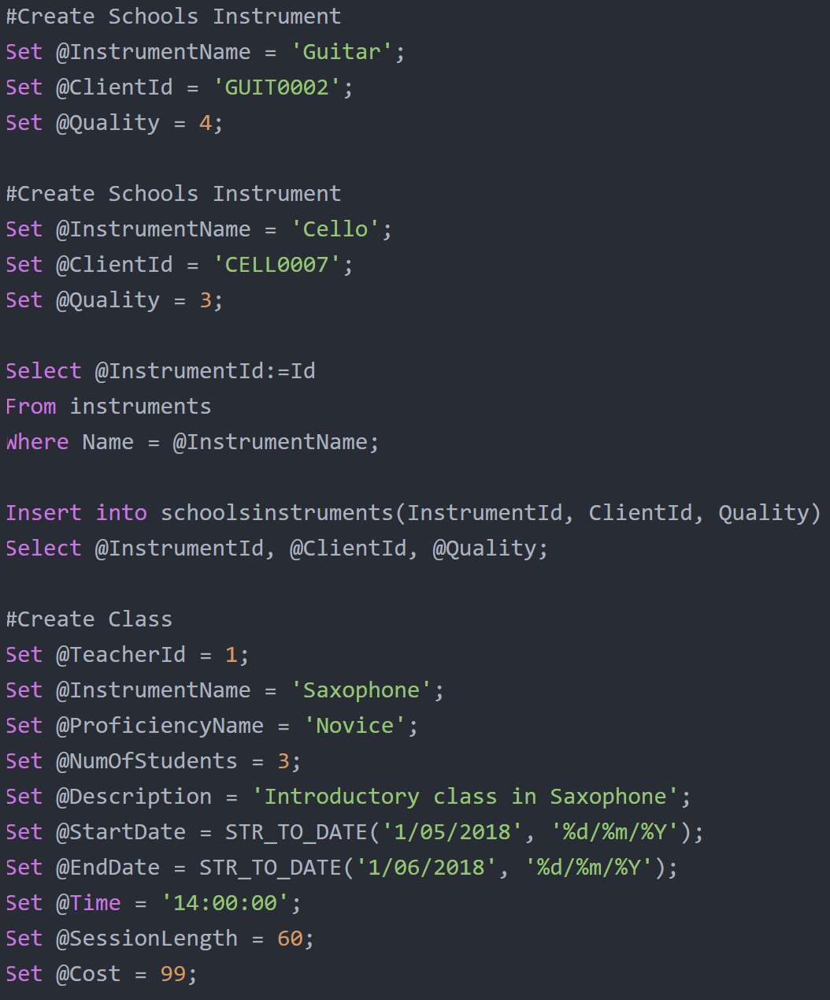 #Create Schools Instrument
Set @InstrumentName = 'Guitar';
Set @ClientId = 'GUIT0002';
Set @Quality = 4;
#Create Schools Instrument
Set @InstrumentName = 'Cello';
Set @ClientId = 'CELL0007';
Set @Quality = 3;
Select @InstrumentId:=Id
From instruments
Where Name = @InstrumentName;
Insert into schoolsinstruments(InstrumentId, ClientId, Quality)
Select @InstrumentId, @ClientId, @Quality;
#Create Class
Set @TeacherId = 1;
Set @InstrumentName = 'Saxophone';
Set @ProficiencyName = 'Novice';
Set @NumOfStudents = 3;
Set @Description = 'Introductory class in Saxophone';
Set @StartDate = STR_TO_DATE('1/05/2018', '%d/%m/%Y');
Set @EndDate = STR_TO_DATE('1/06/2018', '%d/%m/%Y');
Set @Time = '14:00:00';
Set @SessionLength = 60;
Set @Cost = 99;